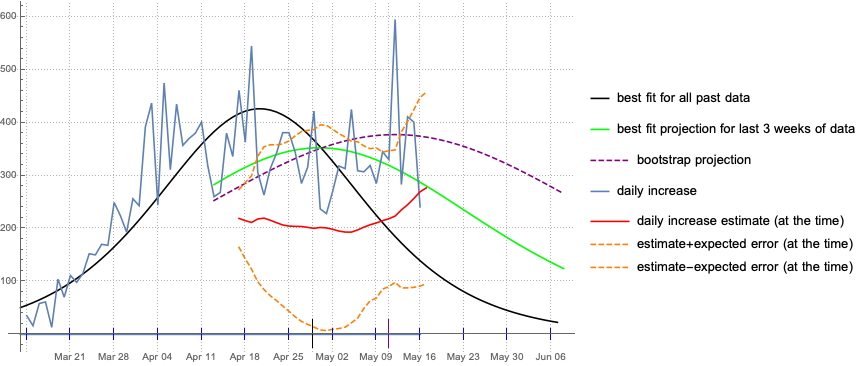 600
500
400
300
200
100
Mar 21 Mar 28 Apr 04 Apr 11 Apr 18 Apr 25 May 02 May 09 May 16 May 23 May 30 Jun 06
best fit for all past data
best fit projection for last 3 weeks of data
bootstrap projection
daily increase
daily increase estimate (at the time)
estimate+expected error (at the time)
estimate−expected error (at the time)